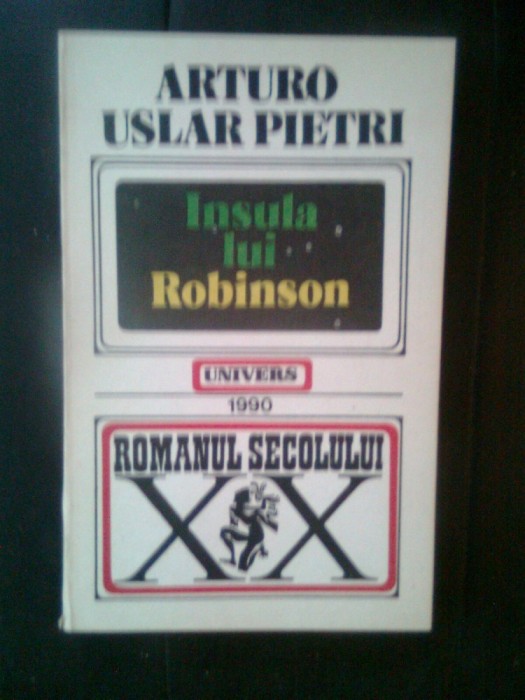 ARTURO
USLAR PIETRI
Insula
lui
Robinson
UNIVERS
1990
ROMANUL SECOLULUI
XX